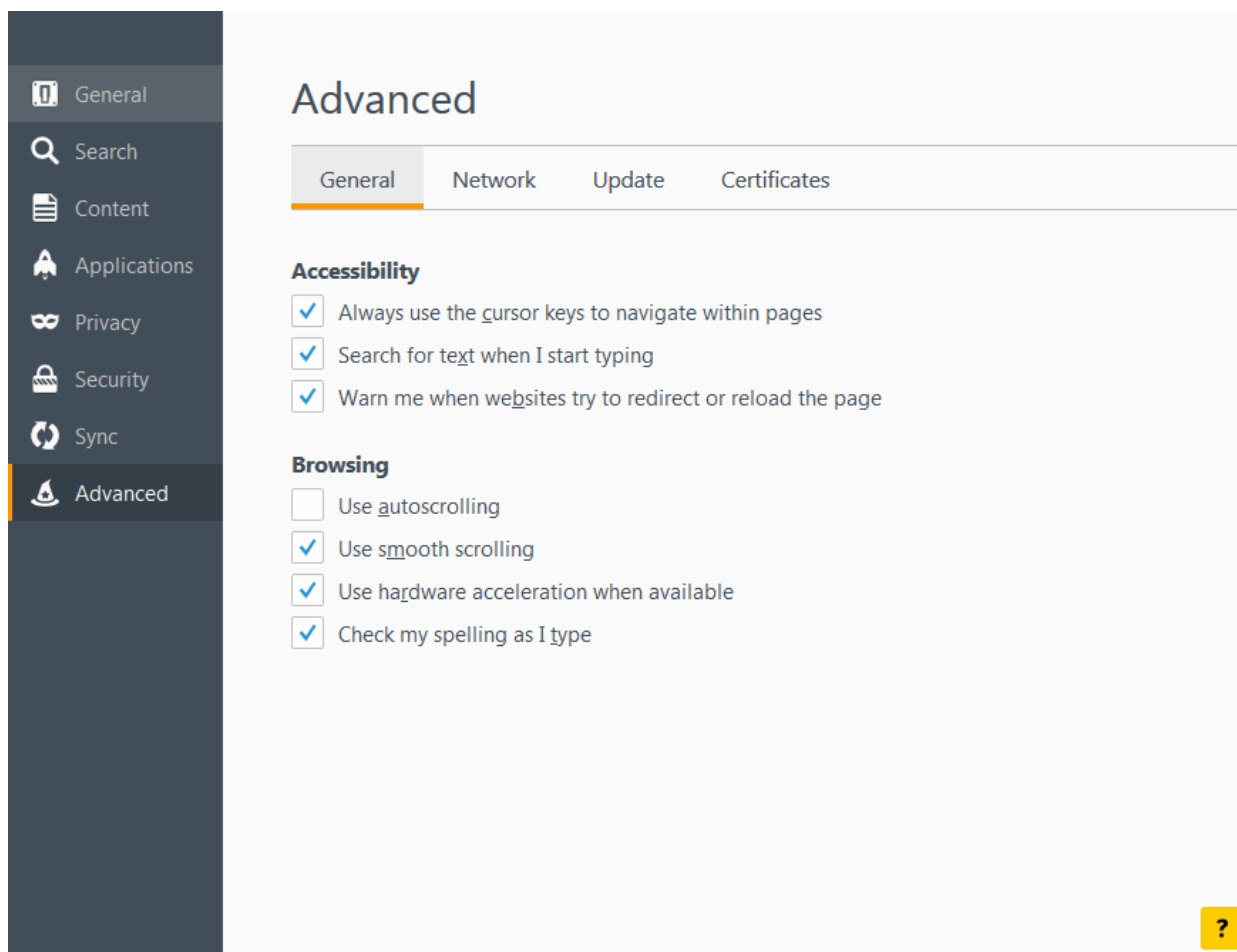 General
Search
Content
Applications
Privacy
Security
Sync
Advanced
Advanced
General Network Update Certificates
Accessibility
Always use the cursor keys to navigate within pages
Search for text when I start typing
Warn me when websites try to redirect or reload the page
Browsing
Use autoscrolling
Use smooth scrolling
Use hardware acceleration when available
Check my spelling as I type
?